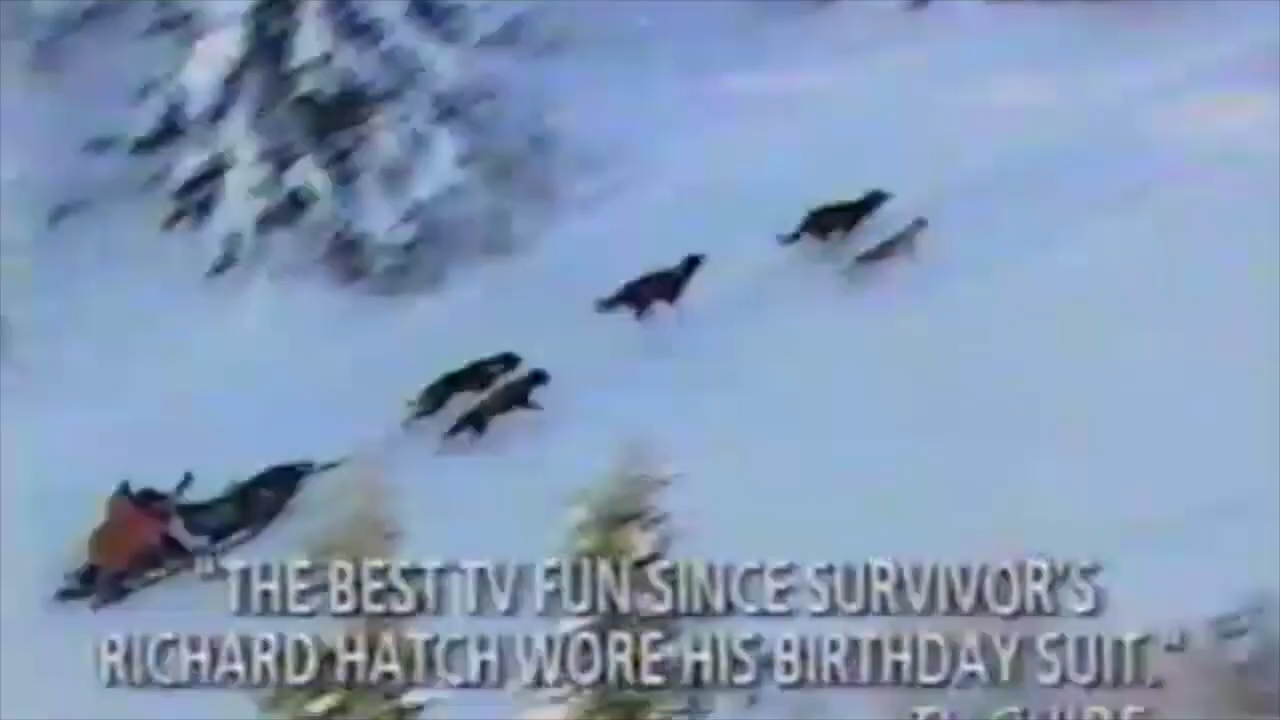 "THE BEST TV FUN SINCE SURVIVOR'S
RICHARD HATCH WORE HIS BIRTHDAY SUIT."